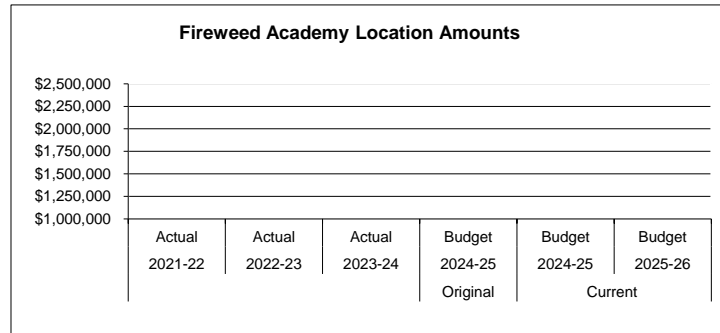 Fireweed Academy Location Amounts
$2,500,000
$2,250,000
$2,000,000
$1,750,000
$1,500,000
$1,250,000
$1,000,000
Actual Actual Actual Budget Budget Budget
2021-22 2022-23 2023-24 2024-25 2024-25 2025-26
Original Current